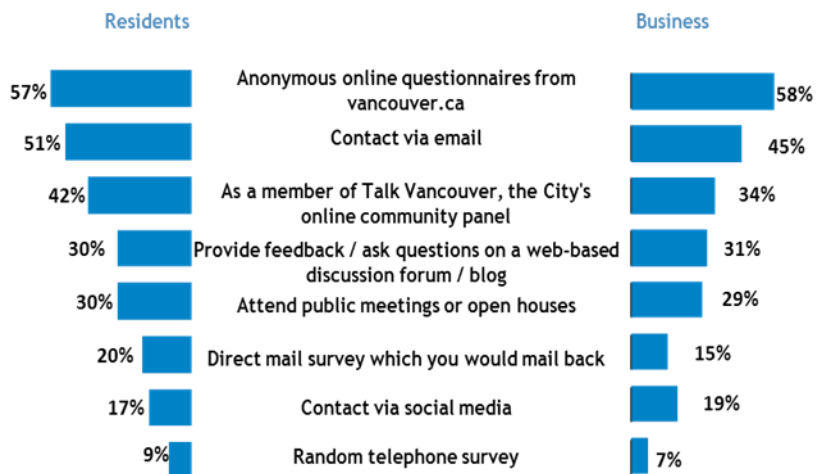 Residents Business
57% Anonymous online questionnaires from 58%
vancouver.ca
51% Contact via email 45%
42% As a member of Talk Vancouver, the City's 34%
online community panel
30% Provide feedback / ask questions on a web-based 31%
discussion forum / blog
30% Attend public meetings or open houses 29%
20% Direct mail survey which you would mail back 15%
17% Contact via social media 19%
9% Random telephone survey 7%